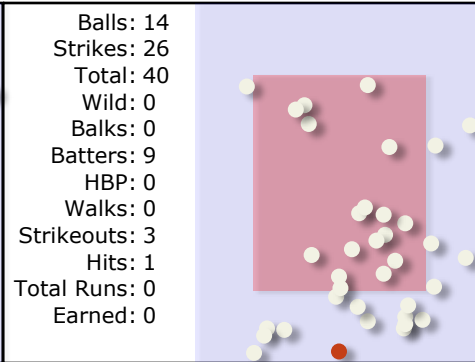 Balls: 14
Strikes: 26
Total: 40
Wild: 0
Balks: 0
Batters: 9
HBP: 0
Walks: 0
Strikeouts: 3
Hits: 1
Total Runs: 0
Earned: 0